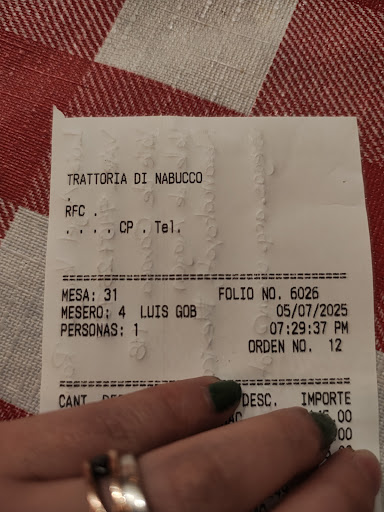 TRATTORIA DI NABUCCO
.
RFC .
. . . . CP . Tel.
==================================================
MESA: 31 FOLIO NO. 6026
MESERO: 4 LUIS GOB 05/07/2025
PERSONAS: 1 07:29:37 PM
ORDEN NO. 12
==================================================
CANT. DESC. IMPORTE